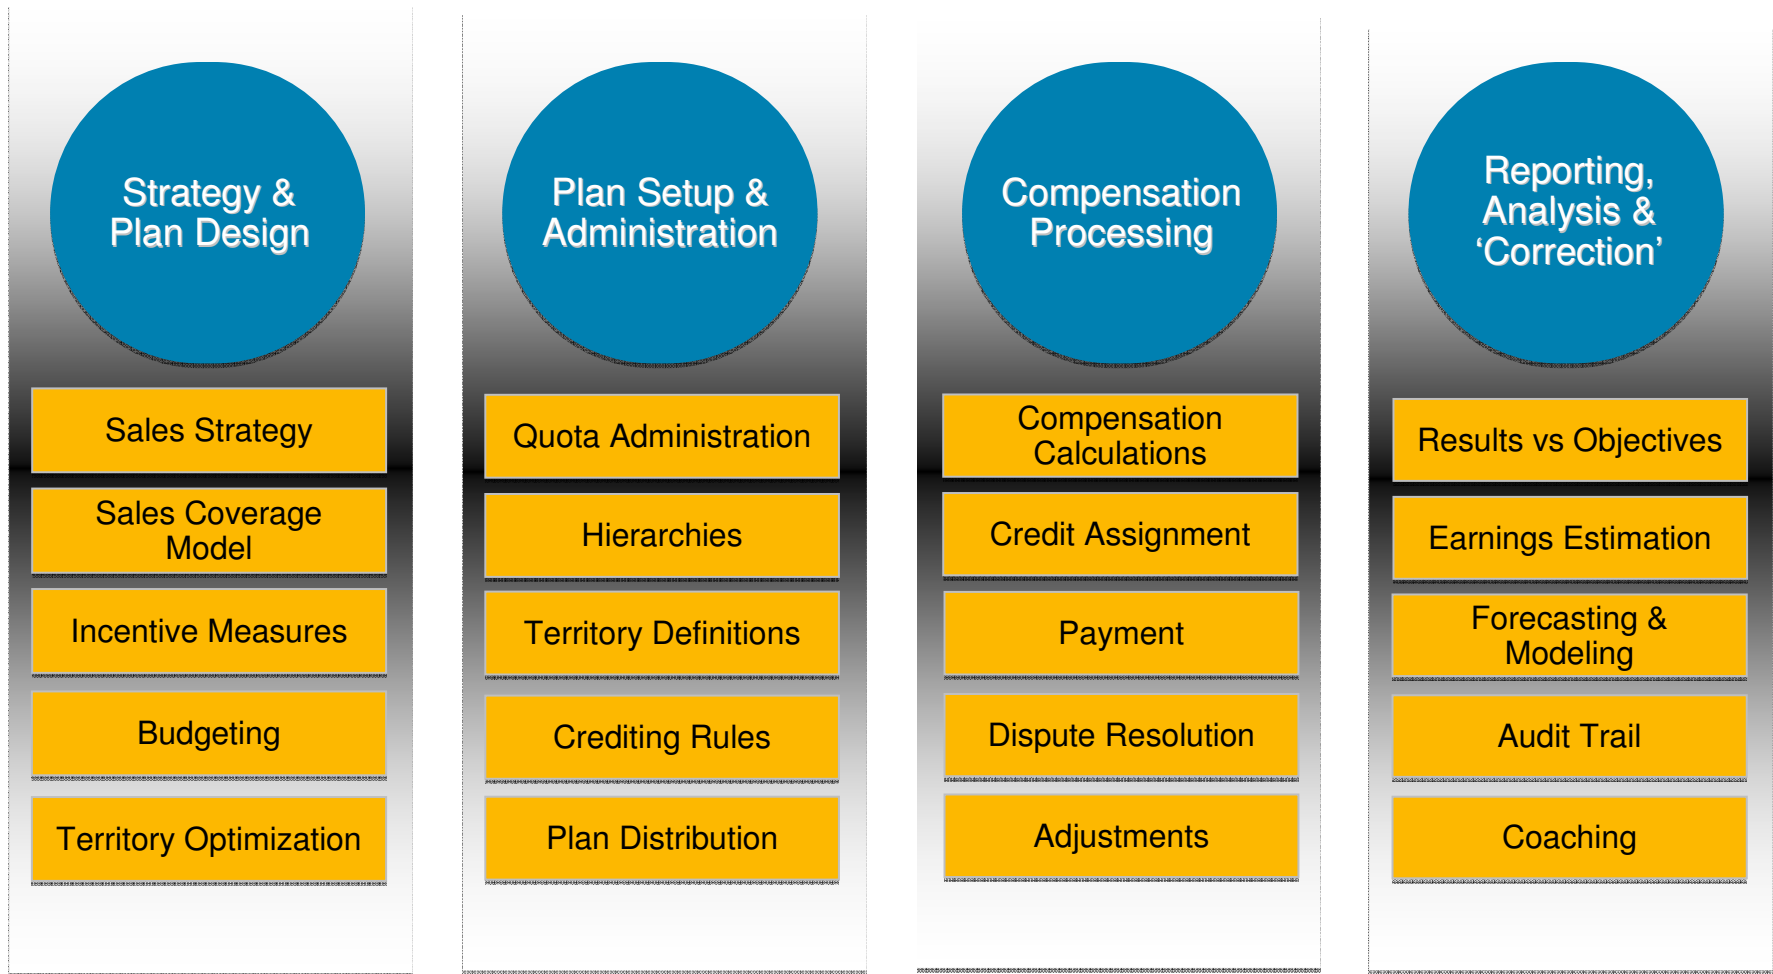 Strategy &
Plan Design
Sales Strategy
Sales Coverage
Model
Incentive Measures
Budgeting
Territory Optimization
Plan Setup &
Administration
Quota Administration
Hierarchies
Territory Definitions
Crediting Rules
Plan Distribution
Compensation
Processing
Compensation
Calculations
Credit Assignment
Payment
Dispute Resolution
Adjustments
Reporting,
Analysis &
‘Correction’
Results vs Objectives
Earnings Estimation
Forecasting &
Modeling
Audit Trail
Coaching